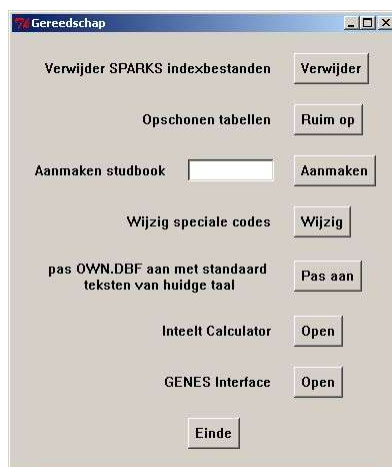 Gereedschap
Verwijder SPARKS indexbestanden Verwijder
Opschonen tabellen Ruim op
Aanmaken studbook Aanmaken
Wijzig speciale codes Wijzig
pas OWN.DBF aan met standaard
teksten van huidge taal Pas aan
Inteelt Calculator Open
GENES Interface Open
Einde